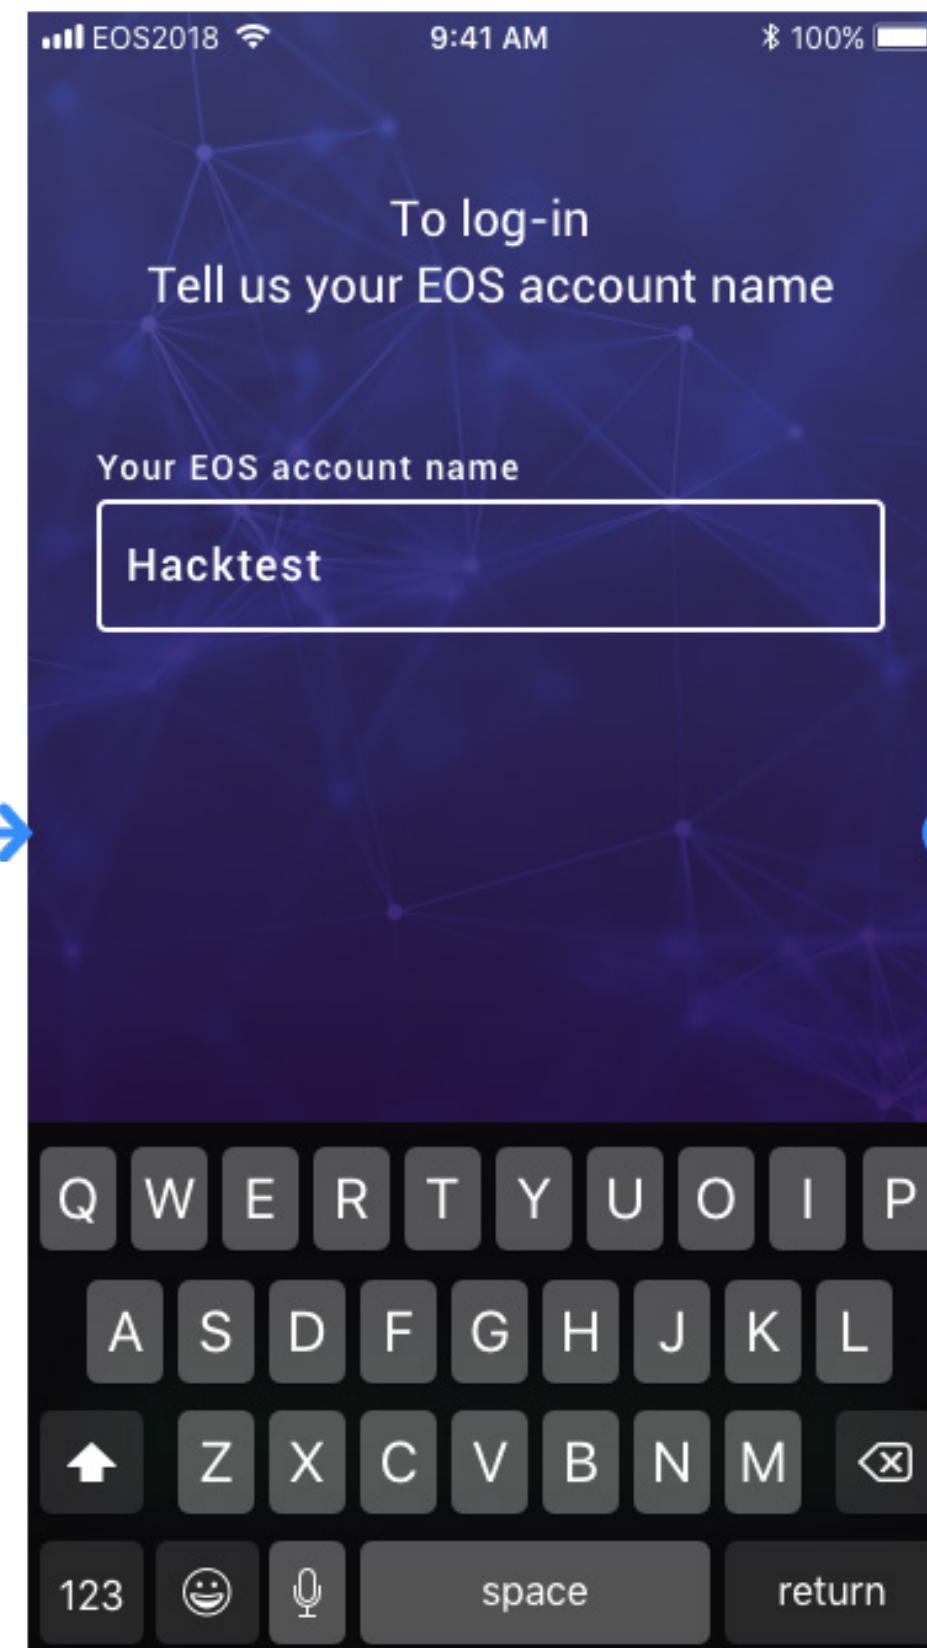 EOS2018 9:41 AM 100%
To log-in
Tell us your EOS account name
Your EOS account name
Hacktest
Q W E R T Y U O I P
A S D F G H J K L
Z X C V B N M
123 space return